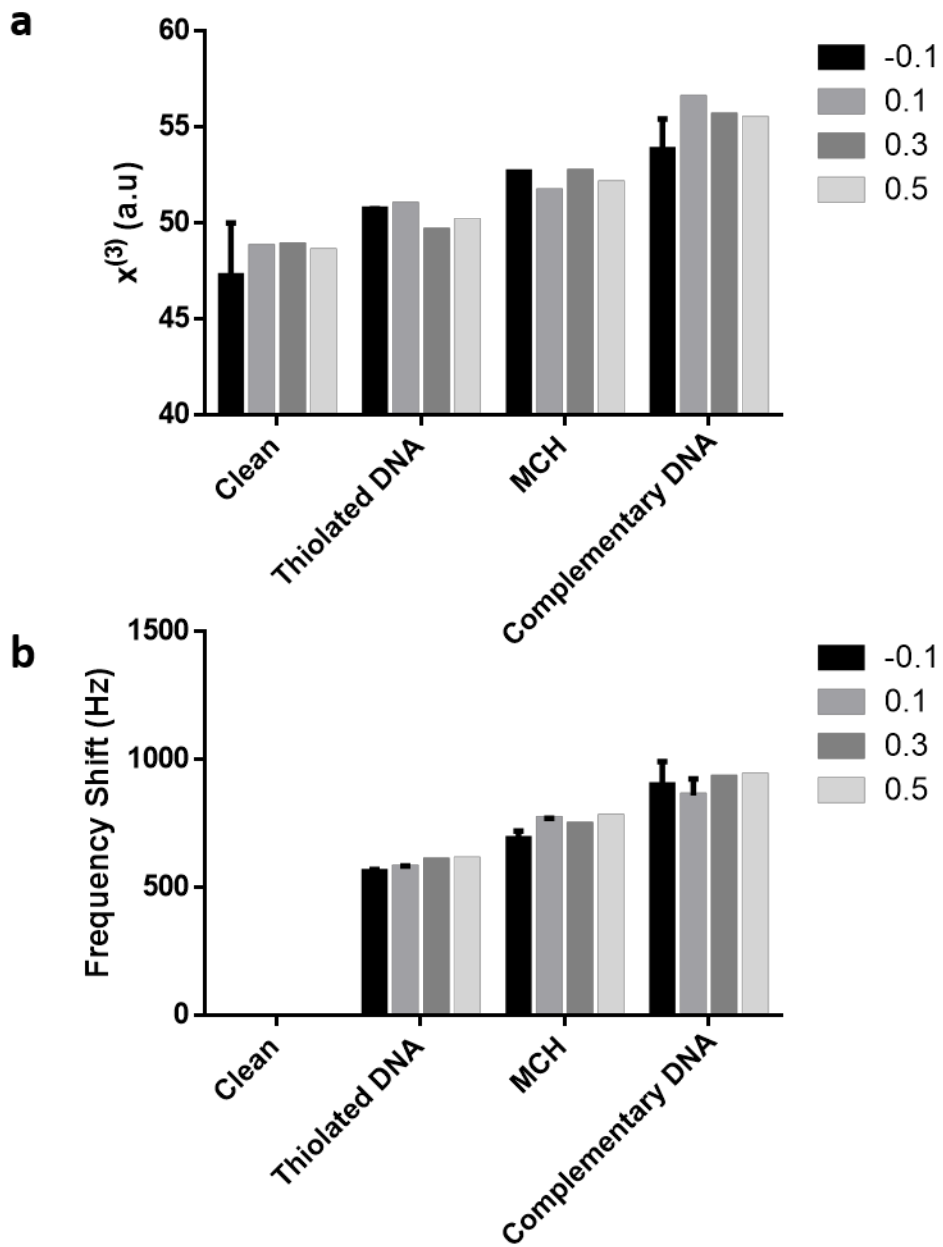 a
60
55
50
45
40
x(3) (a.u)
-0.1
0.1
0.3
0.5
Clean
Thiolated DNA
MCH
Complementary DNA
b
1500
1000
500
0
Frequency Shift (Hz)
-0.1
0.1
0.3
0.5
Clean
Thiolated DNA
MCH
Complementary DNA